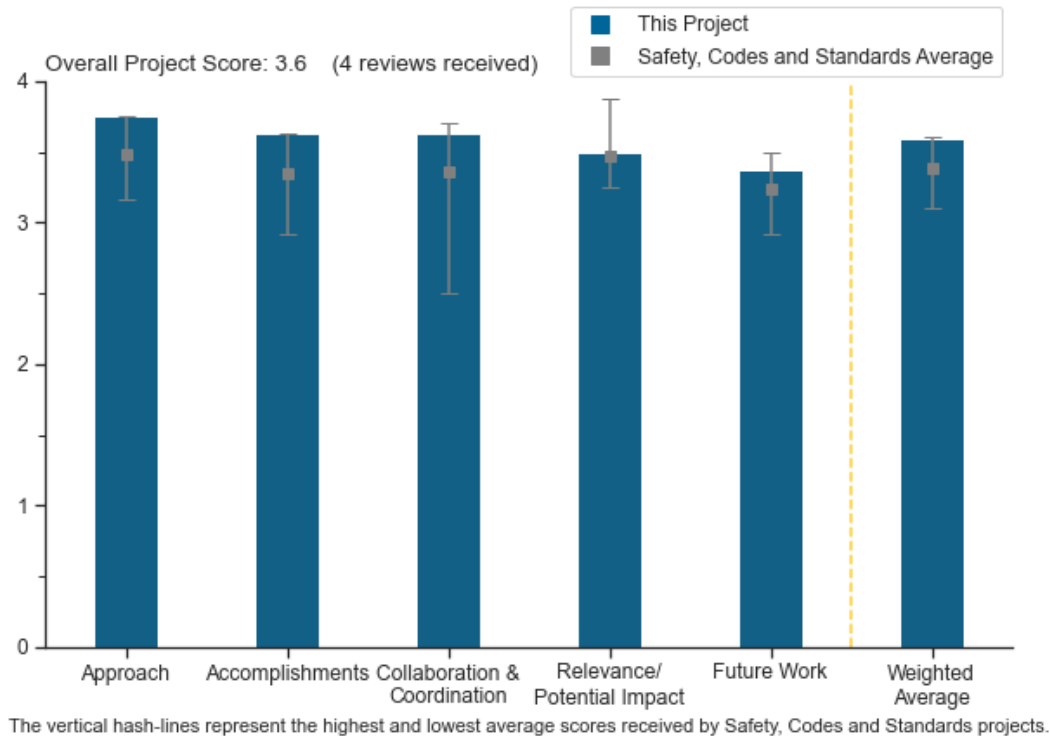 This Project
Safety, Codes and Standards Average
Overall Project Score: 3.6 (4 reviews received)
4
3
2
1
0
Approach
Accomplishments
Collaboration &
Coordination
Relevance/
Potential Impact
Future Work
Weighted
Average
The vertical hash-lines represent the highest and lowest average scores received by Safety, Codes and Standards projects.